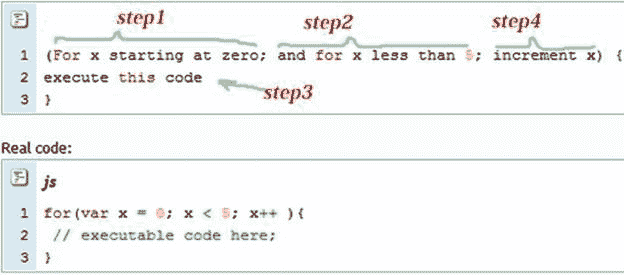 step1 step2 step4
1 (For x starting at zero; and for x less than 5; increment x) {
2 execute this code
step3
3 }
Real code:
js
1 for(var x = 0; x < 5; x++ ){
2 // executable code here;
3 }